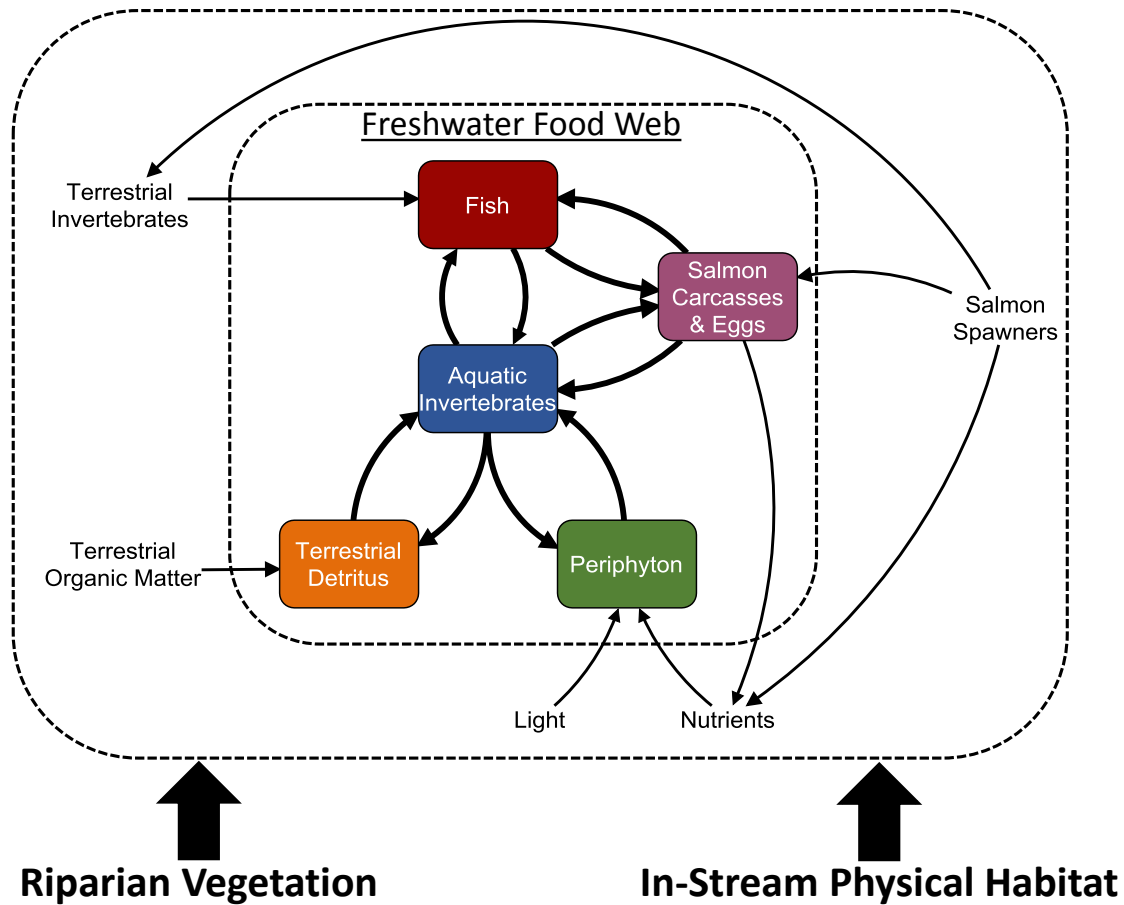 Freshwater Food Web
Terrestrial
Invertebrates
Fish
Salmon
Carcasses
& Eggs
Salmon
Spawners
Aquatic
Invertebrates
Terrestrial
Organic Matter
Terrestrial
Detritus
Periphyton
Light
Nutrients
Riparian Vegetation
In-Stream Physical Habitat